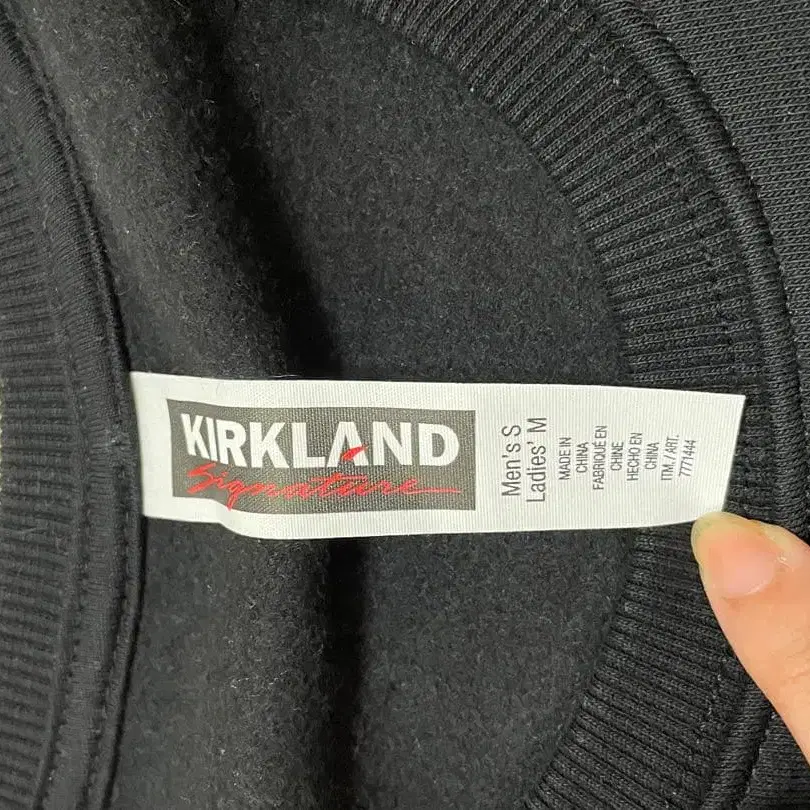 KIRKLAND
Signature
Men's S
Ladies' M
MADE IN
CHINA
FABRIQUÉ EN
CHINE
HECHO EN
CHINA
ITM./ART.
7771444